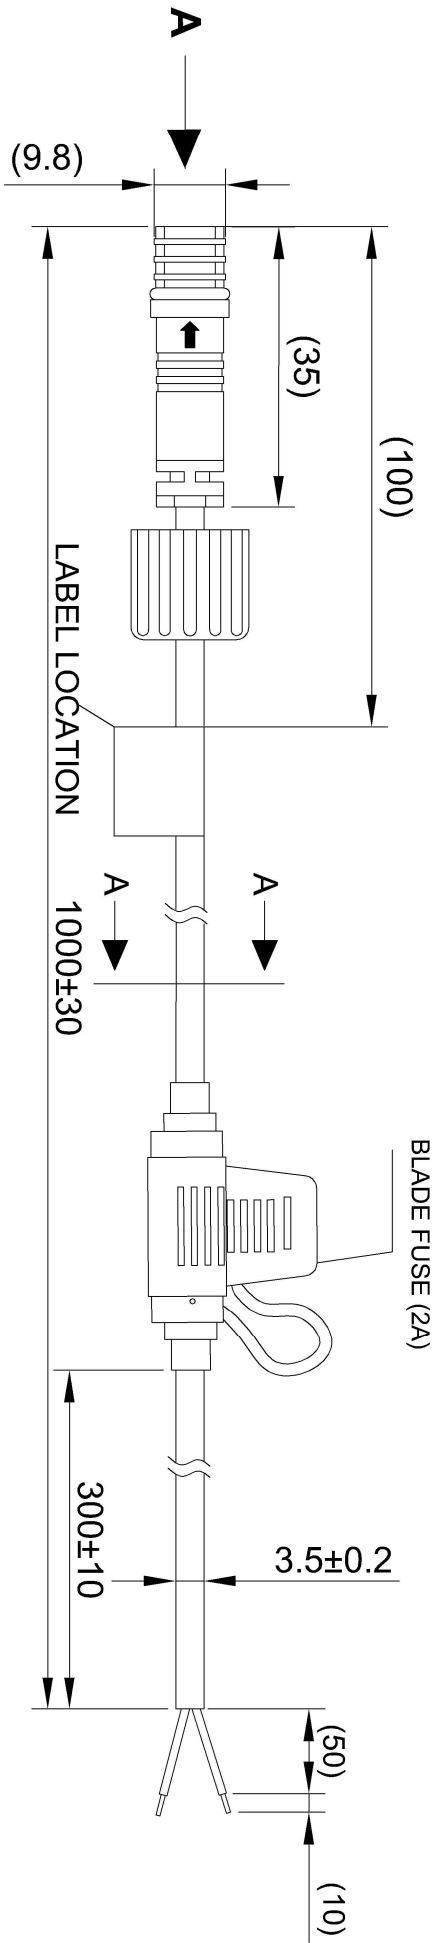 A
(9.8)
(35)
(100)
LABEL LOCATION
1000±30
A
A
BLADE FUSE (2A)
300±10
3.5±0.2
(50)
(10)